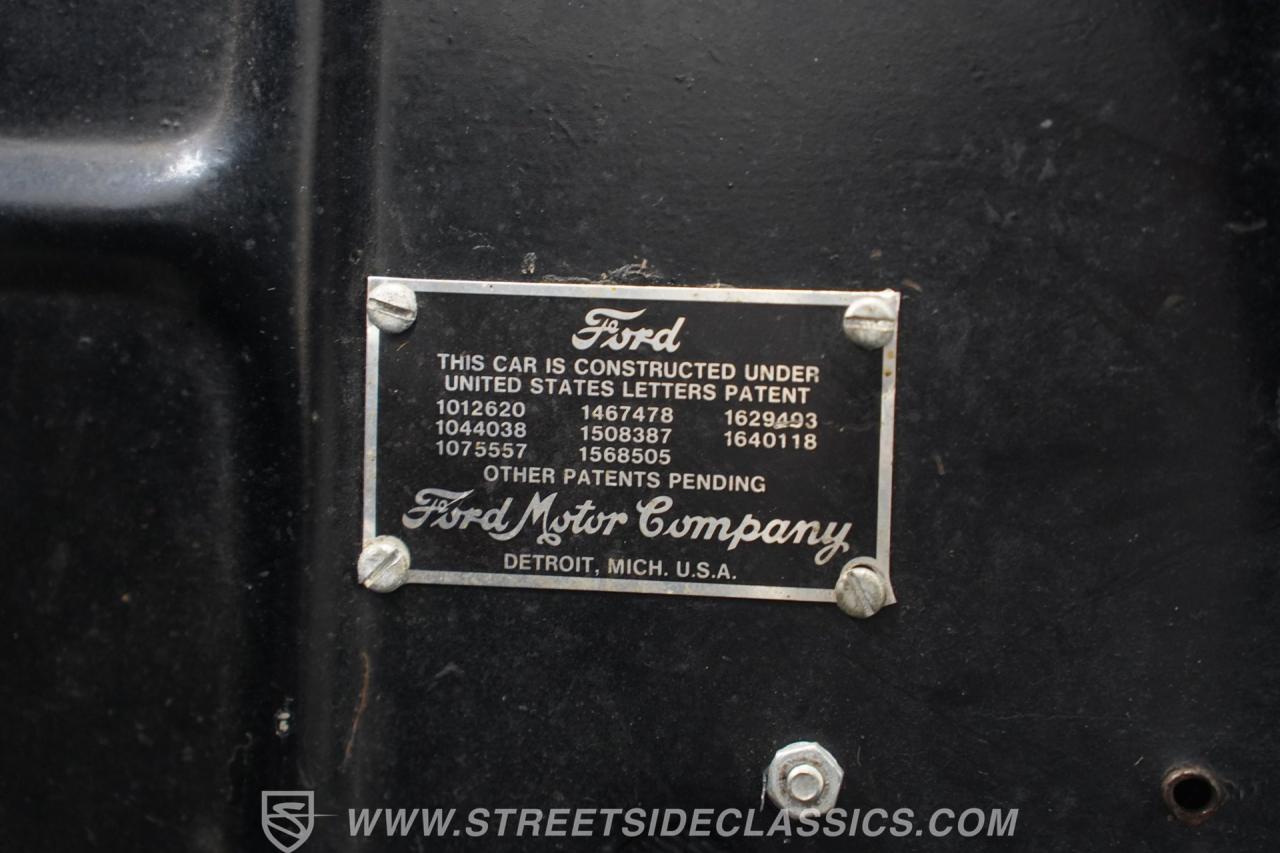 Ford
THIS CAR IS CONSTRUCTED UNDER
UNITED STATES LETTERS PATENT
1012620 1467478 1629493
1044038 1508387 1640118
1075557 1568505
OTHER PATENTS PENDING
Ford Motor Company
DETROIT, MICH. U.S.A.
WWW.STREETSIDECLASSICS.COM